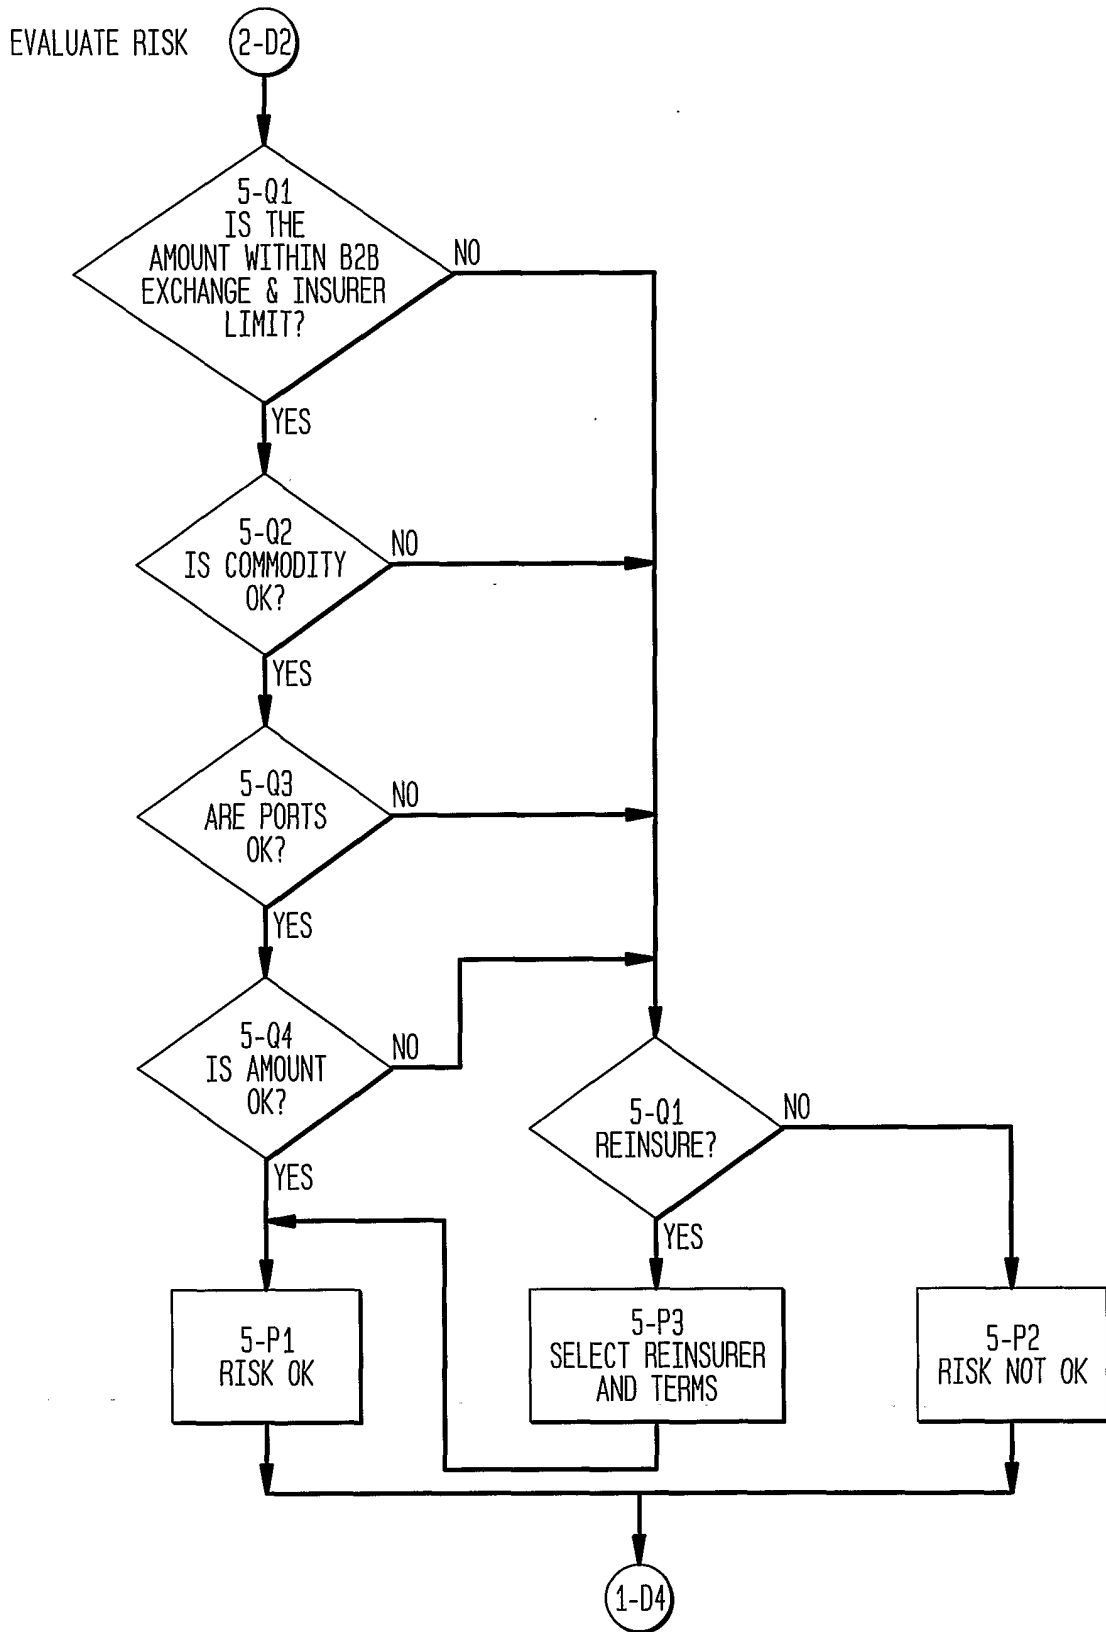 EVALUATE RISK
2-D2
5-Q1
IS THE
AMOUNT WITHIN B2B
EXCHANGE & INSURER
LIMIT?
NO
YES
5-Q2
IS COMMODITY
OK?
NO
YES
5-Q3
ARE PORTS
OK?
NO
YES
5-Q4
IS AMOUNT
OK?
NO
YES
5-Q1
REINSURE?
NO
YES
5-P1
RISK OK
5-P3
SELECT REINSURER
AND TERMS
5-P2
RISK NOT OK
1-D4